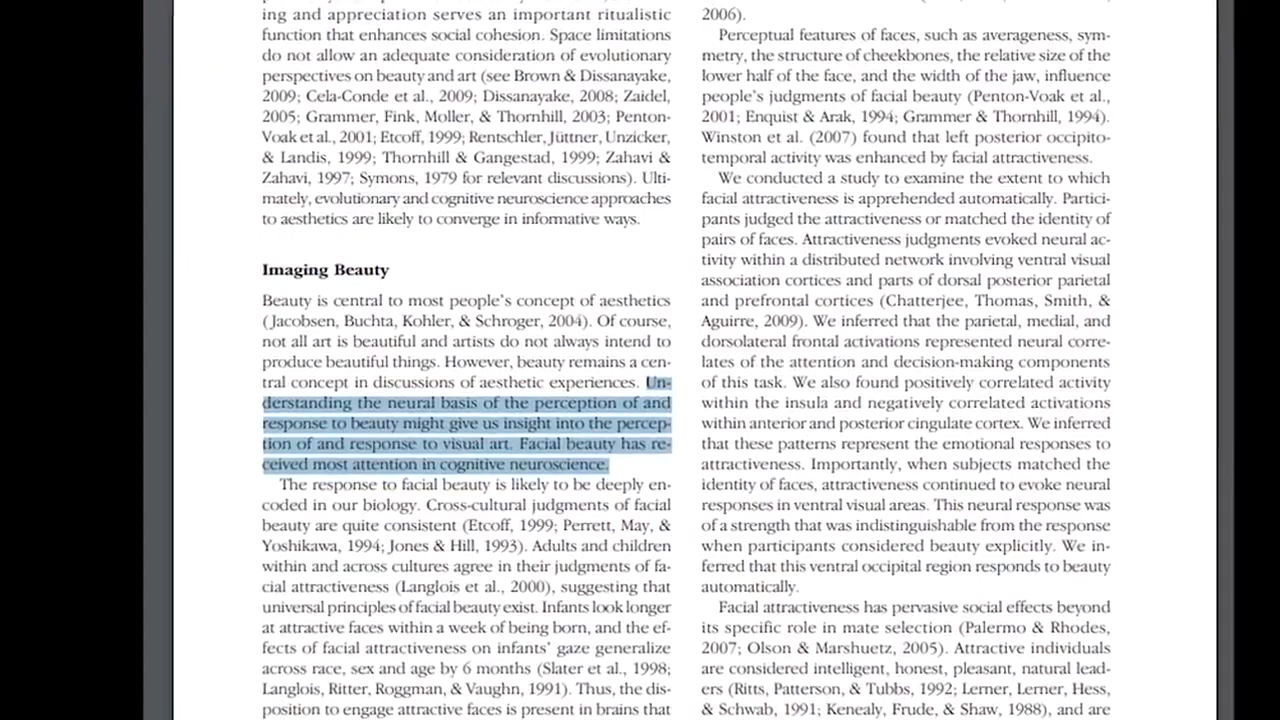 ing and appreciation serves an important ritualistic
function that enhances social cohesion. Space limitations
do not allow an adequate consideration of evolutionary
perspectives on beauty and art (see Brown & Dissanayake,
2009; Cela-Conde et al., 2009; Dissanayake, 2008; Zaidel,
2005; Grammer, Fink, Moller, & Thornhill, 2003; Penton-
Voak et al., 2001; Etcoff, 1999; Rentschler, Jüttner, Unzicker,
& Landis, 1999; Thornhill & Gangestad, 1999; Zahavi &
Zahavi, 1997; Symons, 1979 for relevant discussions). Ulti-
mately, evolutionary and cognitive neuroscience approaches
to aesthetics are likely to converge in informative ways.
Imaging Beauty
Beauty is central to most people's concept of aesthetics
(Jacobsen, Buchta, Kohler, & Schroger, 2004). Of course,
not all art is beautiful and artists do not always intend to
produce beautiful things. However, beauty remains a cen-
tral concept in discussions of aesthetic experiences. Un-
derstanding the neural basis of the perception of and
response to beauty might give us insight into the percep-
tion of and response to visual art. Facial beauty has re-
ceived most attention in cognitive neuroscience.
The response to facial beauty is likely to be deeply en-
coded in our biology. Cross-cultural judgments of facial
beauty are quite consistent (Etcoff, 1999; Perrett, May, &
Yoshikawa, 1994; Jones & Hill, 1993). Adults and children
within and across cultures agree in their judgments of fa-
cial attractiveness (Langlois et al., 2000), suggesting that
universal principles of facial beauty exist. Infants look longer
at attractive faces within a week of being born, and the ef-
fects of facial attractiveness on infants' gaze generalize
across race, sex and age by 6 months (Slater et al., 1998;
Langlois, Ritter, Roggman, & Vaughn, 1991). Thus, the dis-
position to engage attractive faces is present in brains that
2006).
Perceptual features of faces, such as averageness, sym-
metry, the structure of cheekbones, the relative size of the
lower half of the face, and the width of the jaw, influence
people's judgments of facial beauty (Penton-Voak et al.,
2001; Enquist & Arak, 1994; Grammer & Thornhill, 1994).
Winston et al. (2007) found that left posterior occipito-
temporal activity was enhanced by facial attractiveness.
We conducted a study to examine the extent to which
facial attractiveness is apprehended automatically. Partici-
pants judged the attractiveness or matched the identity of
pairs of faces. Attractiveness judgments evoked neural ac-
tivity within a distributed network involving ventral visual
association cortices and parts of dorsal posterior parietal
and prefrontal cortices (Chatterjee, Thomas, Smith, &
Aguirre, 2009). We inferred that the parietal, medial, and
dorsolateral frontal activations represented neural corre-
lates of the attention and decision-making components
of this task. We also found positively correlated activity
within the insula and negatively correlated activations
within anterior and posterior cingulate cortex. We inferred
that these patterns represent the emotional responses to
attractiveness. Importantly, when subjects matched the
identity of faces, attractiveness continued to evoke neural
responses in ventral visual areas. This neural response was
of a strength that was indistinguishable from the response
when participants considered beauty explicitly. We in-
ferred that this ventral occipital region responds to beauty
automatically.
Facial attractiveness has pervasive social effects beyond
its specific role in mate selection (Palermo & Rhodes,
2007; Olson & Marshuetz, 2005). Attractive individuals
are considered intelligent, honest, pleasant, natural lead-
ers (Ritts, Patterson, & Tubbs, 1992; Lerner, Lerner, Hess,
& Schwab, 1991; Kenealy, Frude, & Shaw, 1988), and are